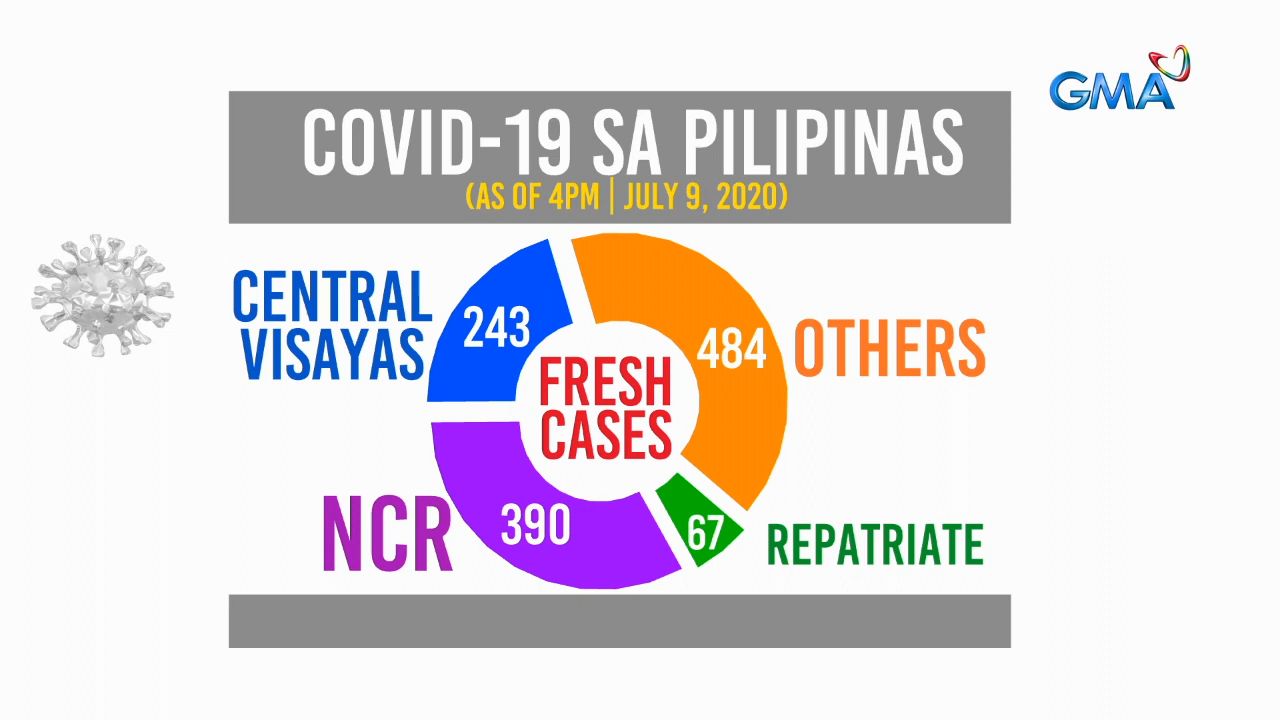 GMA
COVID-19 SA PILIPINAS
(AS OF 4PM | JULY 9, 2020)
CENTRAL
VISAYAS
243
484
OTHERS
FRESH
CASES
NCR
390
67
REPATRIATE